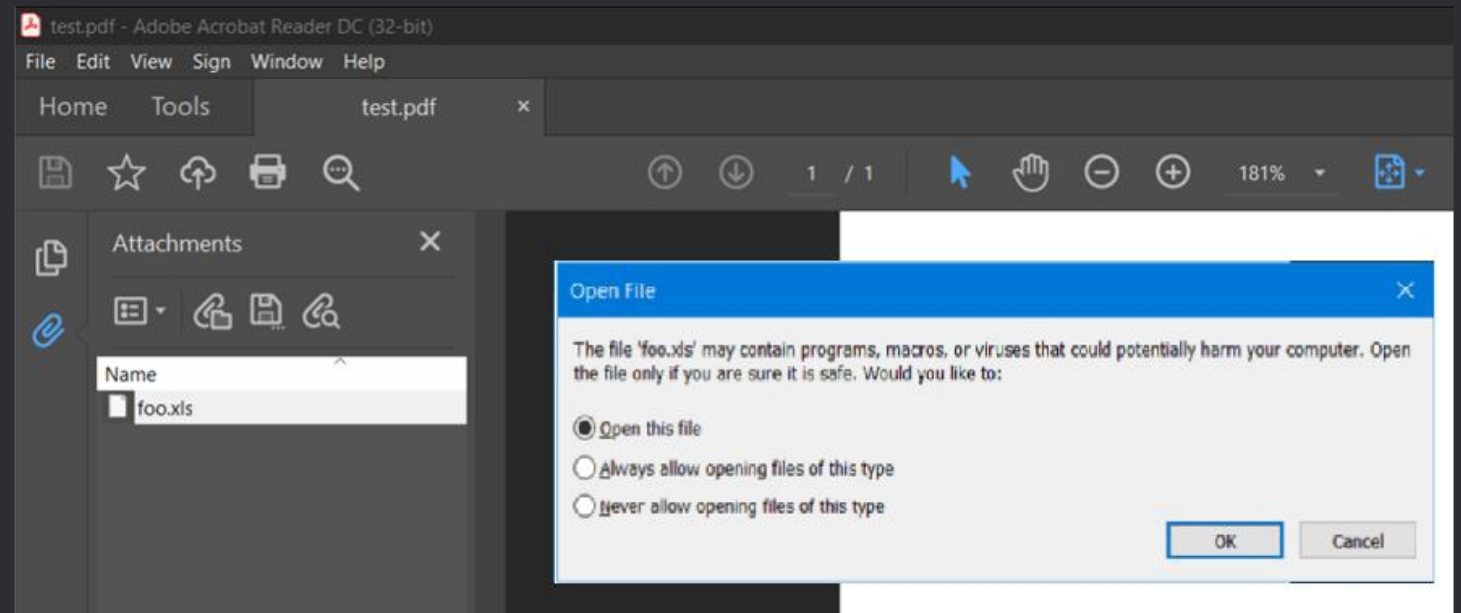 test.pdf - Adobe Acrobat Reader DC (32-bit)
File Edit View Sign Window Help
Home Tools test.pdf ×
1 / 1 181%
Attachments
Open File
The file 'foo.xls' may contain programs, macros, or viruses that could potentially harm your computer. Open
the file only if you are sure it is safe. Would you like to:
Name
foo.xls
Open this file
Always allow opening files of this type
Never allow opening files of this type
OK Cancel